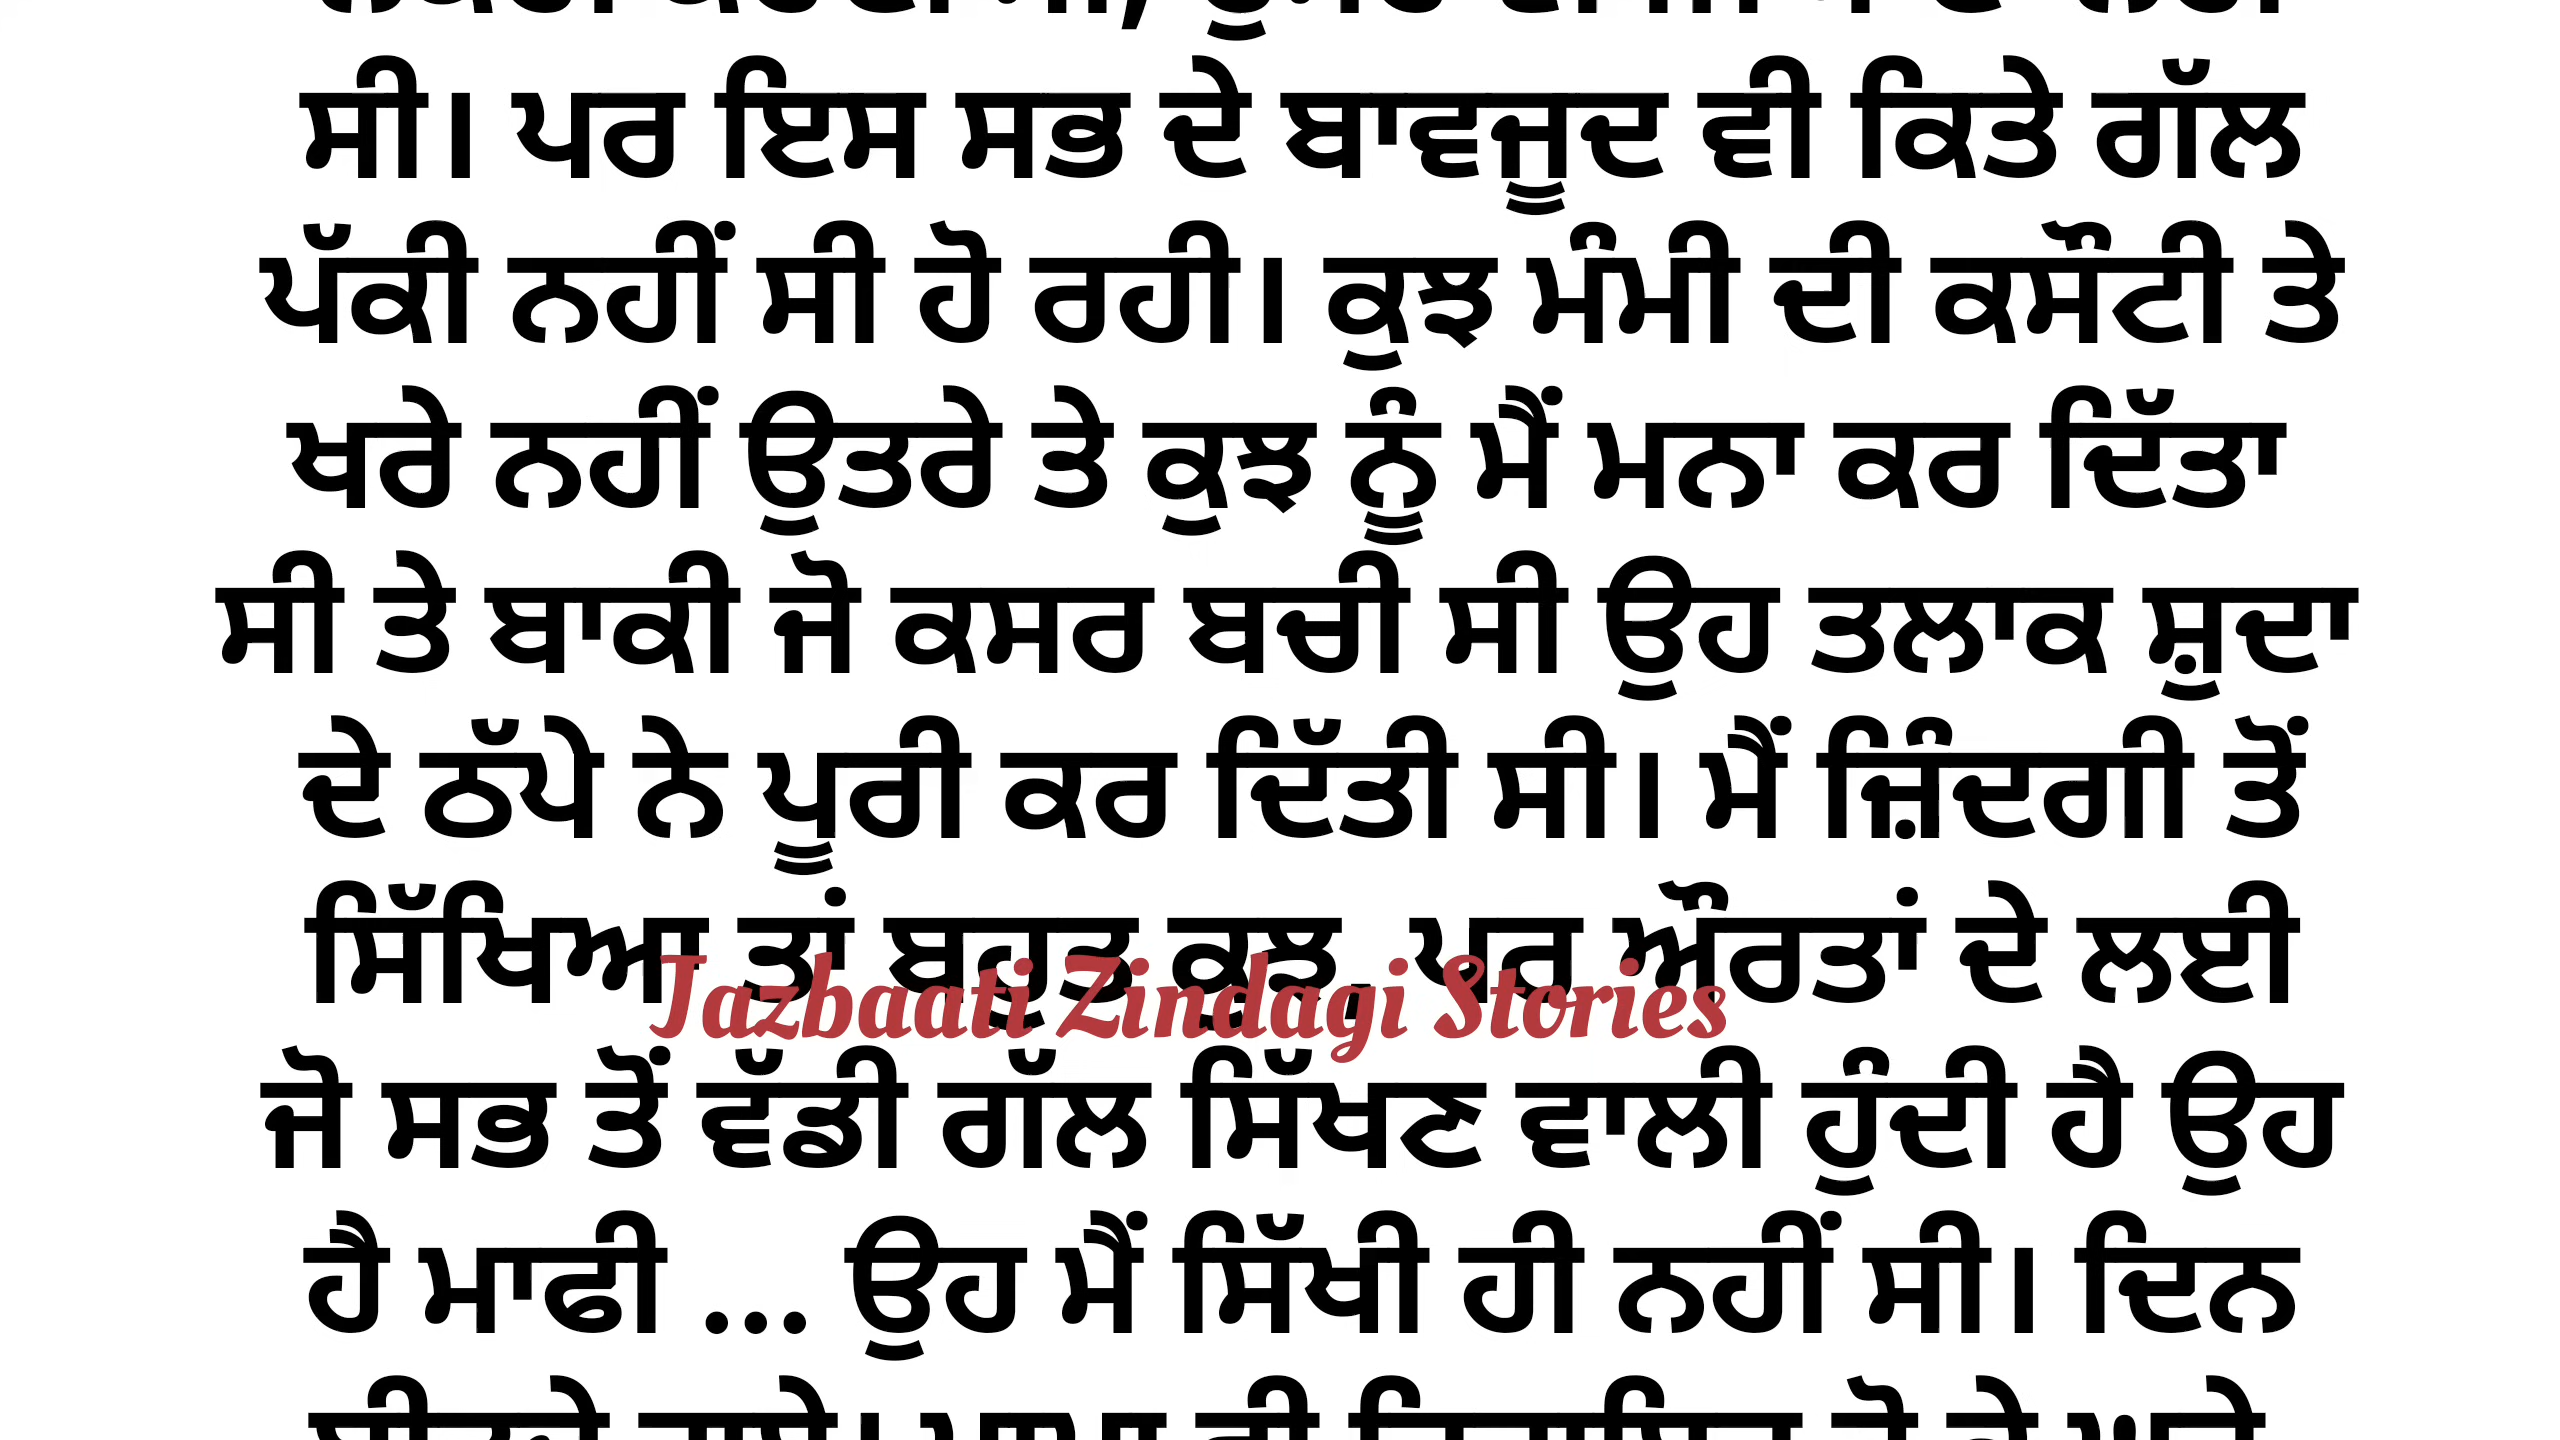 ਸੀ। ਪਰ ਇਸ ਸਭ ਦੇ ਬਾਵਜੂਦ ਵੀ ਕਿਤੇ ਗੱਲ
ਪੱਕੀ ਨਹੀਂ ਸੀ ਹੋ ਰਹੀ। ਕੁਝ ਮੰਮੀ ਦੀ ਕਸੌਟੀ ਤੇ
ਖਰੇ ਨਹੀਂ ਉਤਰੇ ਤੇ ਕੁਝ ਨੂੰ ਮੈਂ ਮਨਾ ਕਰ ਦਿੱਤਾ
ਸੀ ਤੇ ਬਾਕੀ ਜੋ ਕਸਰ ਬਚੀ ਸੀ ਉਹ ਤਲਾਕ ਸ਼ੁਦਾ
ਦੇ ਠੱਪੇ ਨੇ ਪੂਰੀ ਕਰ ਦਿੱਤੀ ਸੀ। ਮੈਂ ਜ਼ਿੰਦਗੀ ਤੋਂ
ਸਿੱਖਿਆ ਤਾਂ ਬਹੁਤ ਕੁਝ, ਪਰ ਔਰਤਾਂ ਦੇ ਲਈ
Jazbaati Zindagi Stories
ਜੋ ਸਭ ਤੋਂ ਵੱਡੀ ਗੱਲ ਸਿੱਖਣ ਵਾਲੀ ਹੁੰਦੀ ਹੈ ਉਹ
ਹੈ ਮਾਫੀ ... ਉਹ ਮੈਂ ਸਿੱਖੀ ਹੀ ਨਹੀਂ ਸੀ। ਦਿਨ